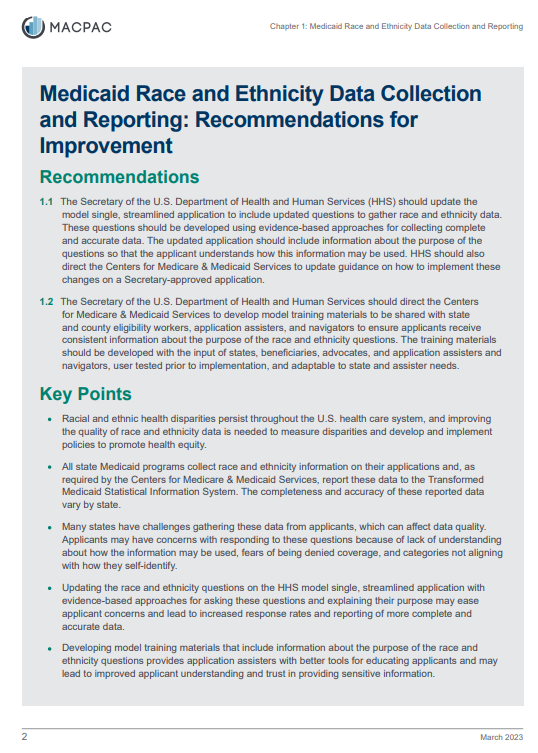 MACPAC
Chapter 1: Medicaid Race and Ethnicity Data Collection and Reporting
Medicaid Race and Ethnicity Data Collection
and Reporting: Recommendations for
Improvement
Recommendations
1.1 The Secretary of the U.S. Department of Health and Human Services (HHS) should update the
model single, streamlined application to include updated questions to gather race and ethnicity data.
These questions should be developed using evidence-based approaches for collecting complete
and accurate data. The updated application should include information about the purpose of the
questions so that the applicant understands how this information may be used. HHS should also
direct the Centers for Medicare & Medicaid Services to update guidance on how to implement these
changes on a Secretary-approved application.
1.2 The Secretary of the U.S. Department of Health and Human Services should direct the Centers
for Medicare & Medicaid Services to develop model training materials to be shared with state
and county eligibility workers, application assisters, and navigators to ensure applicants receive
consistent information about the purpose of the race and ethnicity questions. The training materials
should be developed with the input of states, beneficiaries, advocates, and application assisters and
navigators, user tested prior to implementation, and adaptable to state and assister needs.
Key Points
• Racial and ethnic health disparities persist throughout the U.S. health care system, and improving
the quality of race and ethnicity data is needed to measure disparities and develop and implement
policies to promote health equity.
• All state Medicaid programs collect race and ethnicity information on their applications and, as
required by the Centers for Medicare & Medicaid Services, report these data to the Transformed
Medicaid Statistical Information System. The completeness and accuracy of these reported data
vary by state.
• Many states have challenges gathering these data from applicants, which can affect data quality.
Applicants may have concerns with responding to these questions because of lack of understanding
about how the information may be used, fears of being denied coverage, and categories not aligning
with how they self-identify.
• Updating the race and ethnicity questions on the HHS model single, streamlined application with
evidence-based approaches for asking these questions and explaining their purpose may ease
applicant concerns and lead to increased response rates and reporting of more complete and
accurate data.
• Developing model training materials that include information about the purpose of the race and
ethnicity questions provides application assisters with better tools for educating applicants and may
lead to improved applicant understanding and trust in providing sensitive information.
2
March 2023